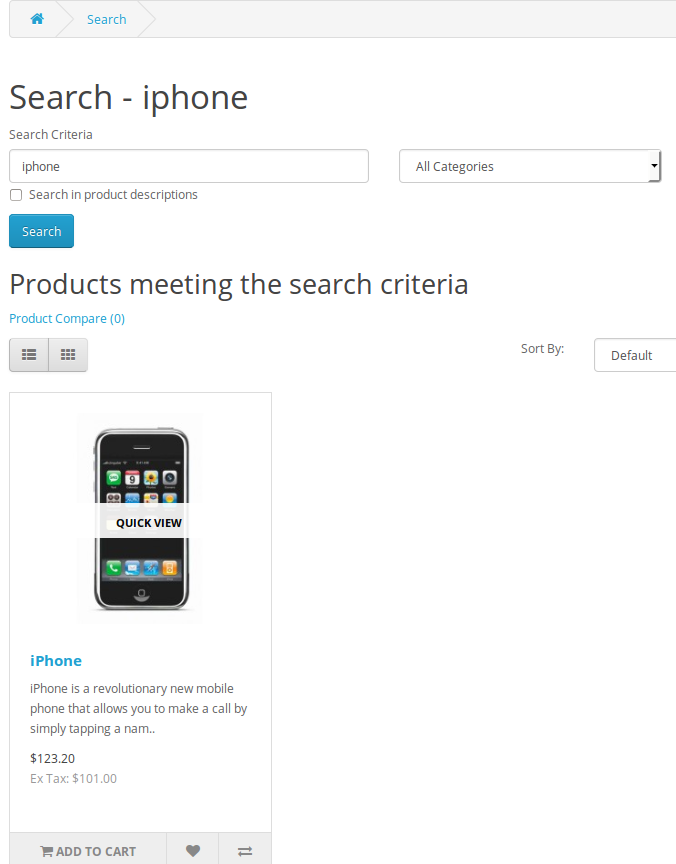 Search
Search - iphone
Search Criteria
iphone
All Categories
Search in product descriptions
Search
Products meeting the search criteria
Product Compare (0)
Sort By:
Default
9
QUICK VIEW
iPhone
iPhone is a revolutionary new mobile
phone that allows you to make a call by
simply tapping a nam..
$123.20
Ex Tax: $101.00
ADD TO CART